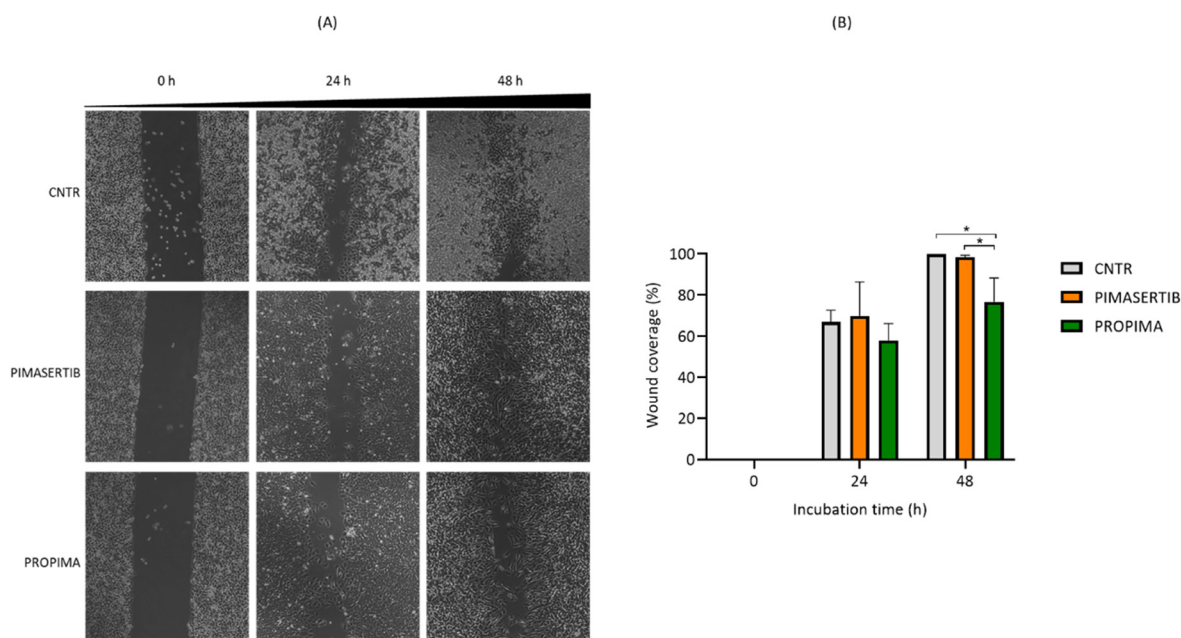 (A)
0 h 24 h 48 h
CNTR
PIMASERTIB
PROPIMA
(B)
Wound coverage (%)
100
80
60
40
20
0
* 
*
0 24 48
Incubation time (h)
CNTR
PIMASERTIB
PROPIMA